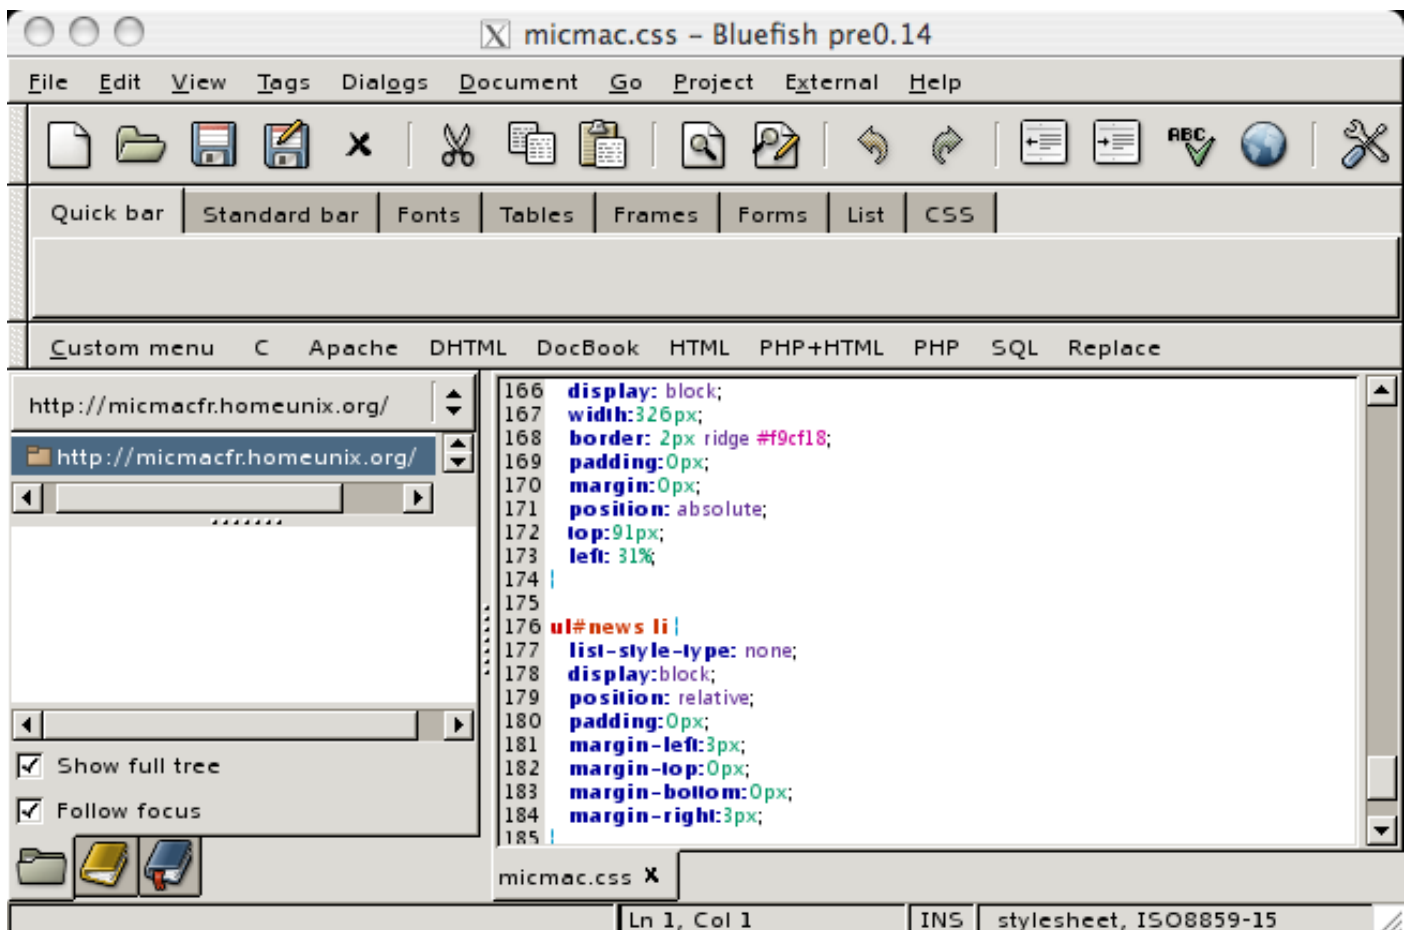 micmac.css – Bluefish pre0.14
File Edit View Tags Dialogs Document Go Project External Help
ABC
Quick bar Standard bar Fonts Tables Frames Forms List CSS
Custom menu C Apache DHTML DocBook HTML PHP+HTML PHP SQL Replace
http://micmacfr.homeunix.org/
http://micmacfr.homeunix.org/
Show full tree
Follow focus
166 display: block;
167 width:326px;
168 border: 2px ridge #f9cf18;
169 padding:0px;
170 margin:0px;
171 position: absolute;
172 top:91px;
173 left: 31%;
174 }
175
176 ul#news li{
177 list-style-type: none;
178 display:block;
179 position: relative;
180 padding:0px;
181 margin-left:3px;
182 margin-top:0px;
183 margin-bottom:0px;
184 margin-right:3px;
185 }
micmac.css
Ln 1, Col 1 INS stylesheet, ISO8859-15